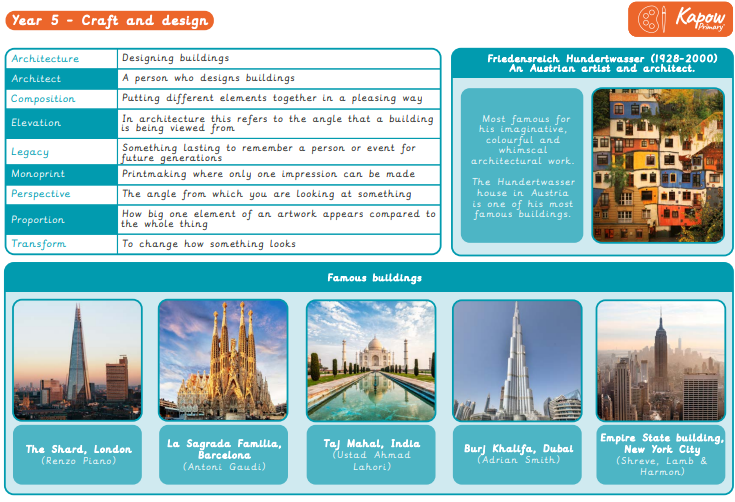 Year 5 - Craft and design
Kapow
Primary
Architecture
Designing buildings
Architect
A person who designs buildings
Composition
Putting different elements together in a pleasing way
Elevation
In architecture this refers to the angle that a building
is being viewed from
Legacy
Something lasting to remember a person or event for
future generations
Monoprint
Printmaking where only one impression can be made
Perspective
The angle from which you are looking at something
Proportion
How big one element of an artwork appears compared to
the whole thing
Transform
To change how something looks
Friedensreich Hundertwasser (1928-2000)
An Austrian artist and architect.
Most famous for
his imaginative,
colourful and
whimscal
architectural work.
The Hundertwasser
house in Austria
is one of his most
famous buildings.
Famous buildings
The Shard, London
(Renzo Piano)
La Sagrada Familia,
Barcelona
(Antoni Gaudi)
Taj Mahal, India
(Ustad Ahmad
Lahori)
Burj Khalifa, Dubai
(Adrian Smith)
Empire State building,
New York City
(Shreve, Lamb &
Harmon)